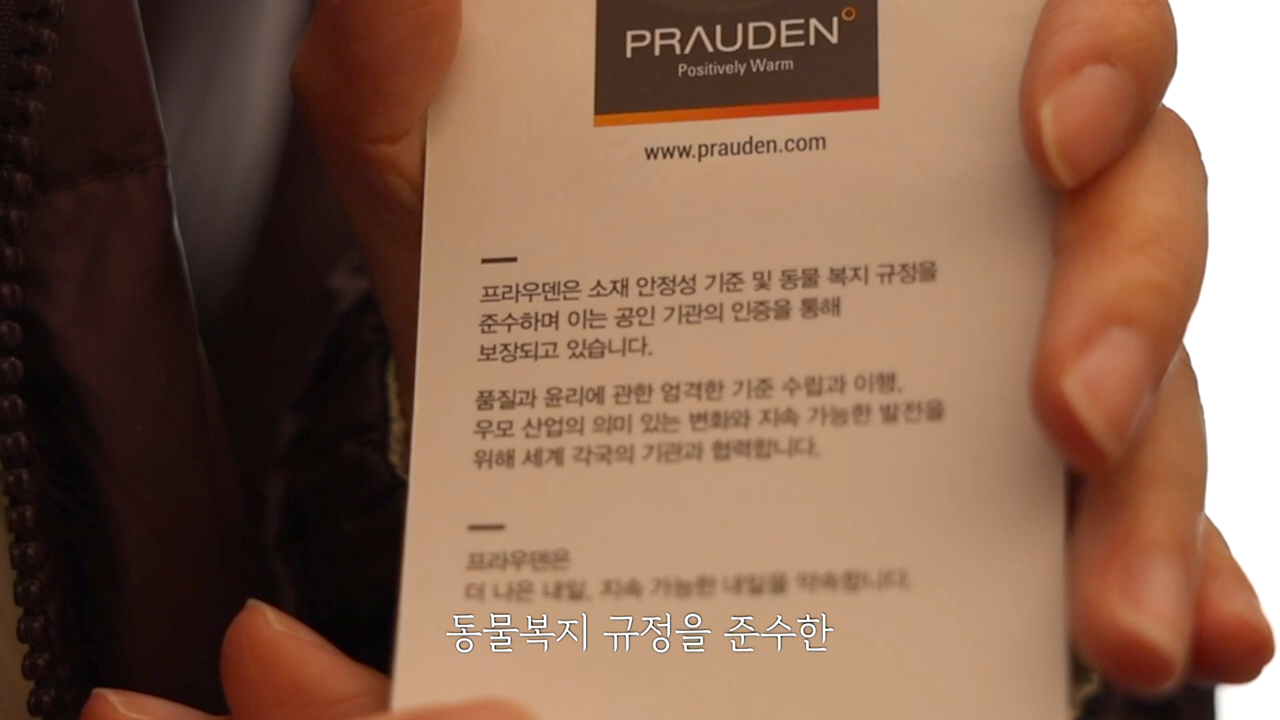 PRAUDEN
Positively Warm
www.prauden.com
프라우덴은 소재 안정성 기준 및 동물 복지 규정을
준수하며 이는 공인 기관의 인증을 통해
보장되고 있습니다.
품질과 윤리에 관한 엄격한 기준 수립과 이행,
우모 산업의 의미 있는 변화와 지속 가능한 발전을
위해 세계 각국의 기관과 협력합니다.
프라우덴은
더 나은 내일, 지속 가능한 내일을 약속합니다.
동물복지 규정을 준수한